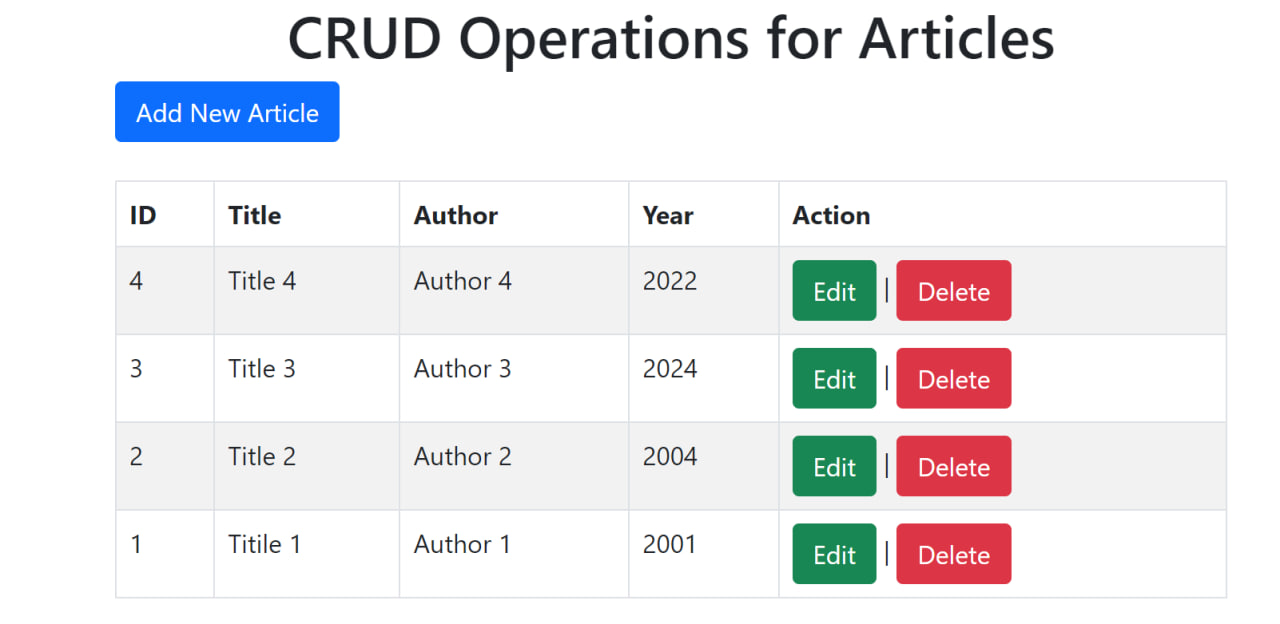 CRUD Operations for Articles
Add New Article
ID Title Author Year Action
4 Title 4 Author 4 2022 Edit | Delete
3 Title 3 Author 3 2024 Edit | Delete
2 Title 2 Author 2 2004 Edit | Delete
1 Titile 1 Author 1 2001 Edit | Delete